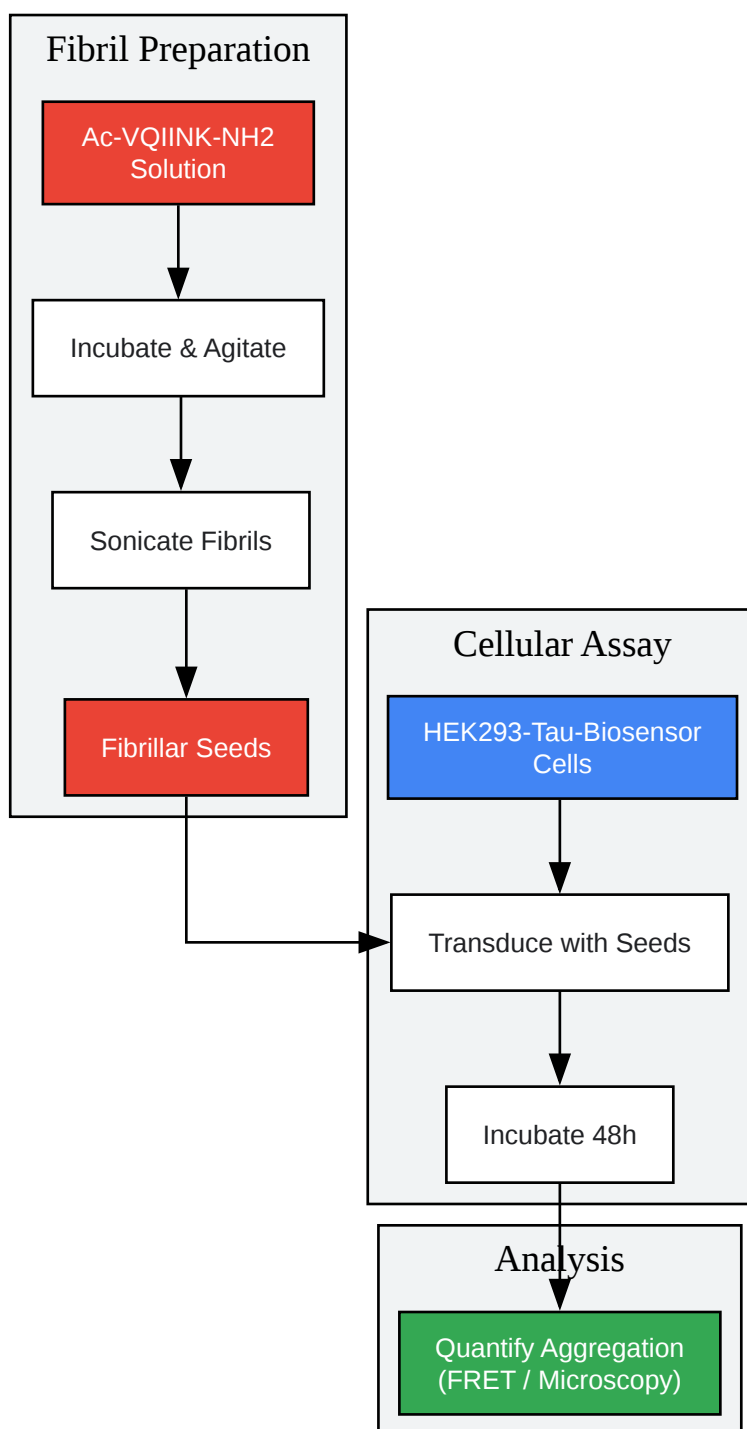 Fibril Preparation
Ac-VQIINK-NH2
Solution
Incubate & Agitate
Sonicate Fibrils
Fibrillar Seeds
Cellular Assay
HEK293-Tau-Biosensor
Cells
Transduce with Seeds
Incubate 48h
Analysis
Quantify Aggregation
(FRET / Microscopy)